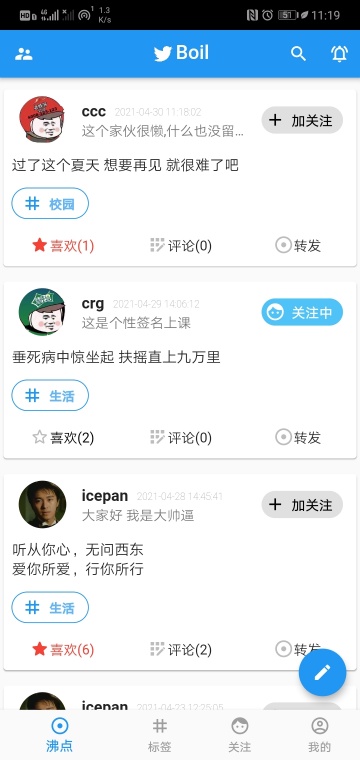 HD 4G 1.3 K/s N 51 11:19
Boil
ccc 2021-04-30 11:18:02
这个家伙很懒,什么也没留...
加关注
过了这个夏天 想要再见 就很难了吧
# 校园
喜欢(1) 评论(0) 转发
crg 2021-04-29 14:06:12
这是个性签名上课
关注中
垂死病中惊坐起 扶摇直上九万里
# 生活
喜欢(2) 评论(0) 转发
icepan 2021-04-28 14:45:41
大家好 我是大帅逼
加关注
听从你心，无问西东
爱你所爱，行你所行
# 生活
喜欢(6) 评论(2) 转发
icepan 2021-04-23 12:25:05
沸点 标签 关注 我的